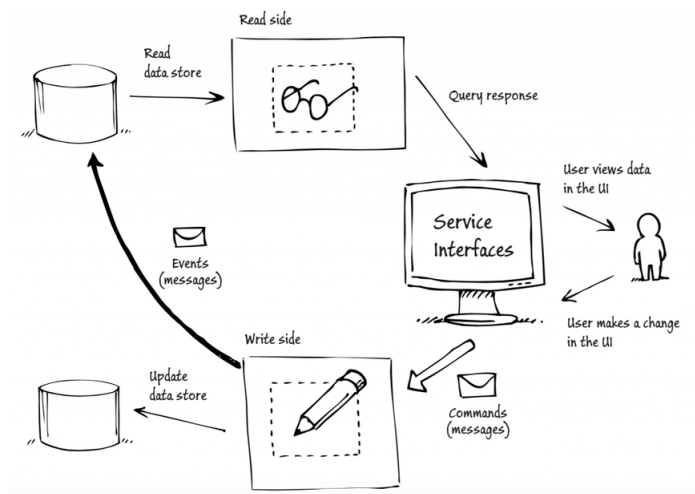 Read side
Read
data store
Query response
User views data
in the UI
Service
Interfaces
Events
(messages)
User makes a change
in the UI
Write side
Update
data store
Commands
(messages)